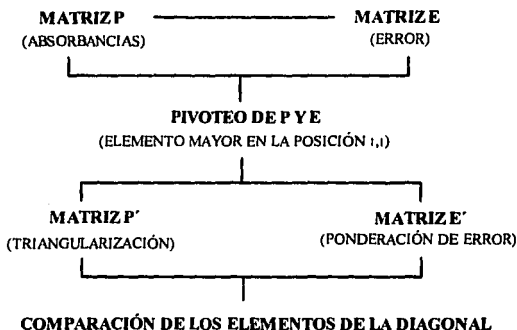 MATRIZ P MATRIZ E
(ABSORBANCIAS) (ERROR)
PIVOTEO DE P Y E
(ELEMENTO MAYOR EN LA POSICIÓN 1,1)
MATRIZ P´ MATRIZ E´
(TRIANGULARIZACIÓN) (PONDERACIÓN DE ERROR)
COMPARACIÓN DE LOS ELEMENTOS DE LA DIAGONAL